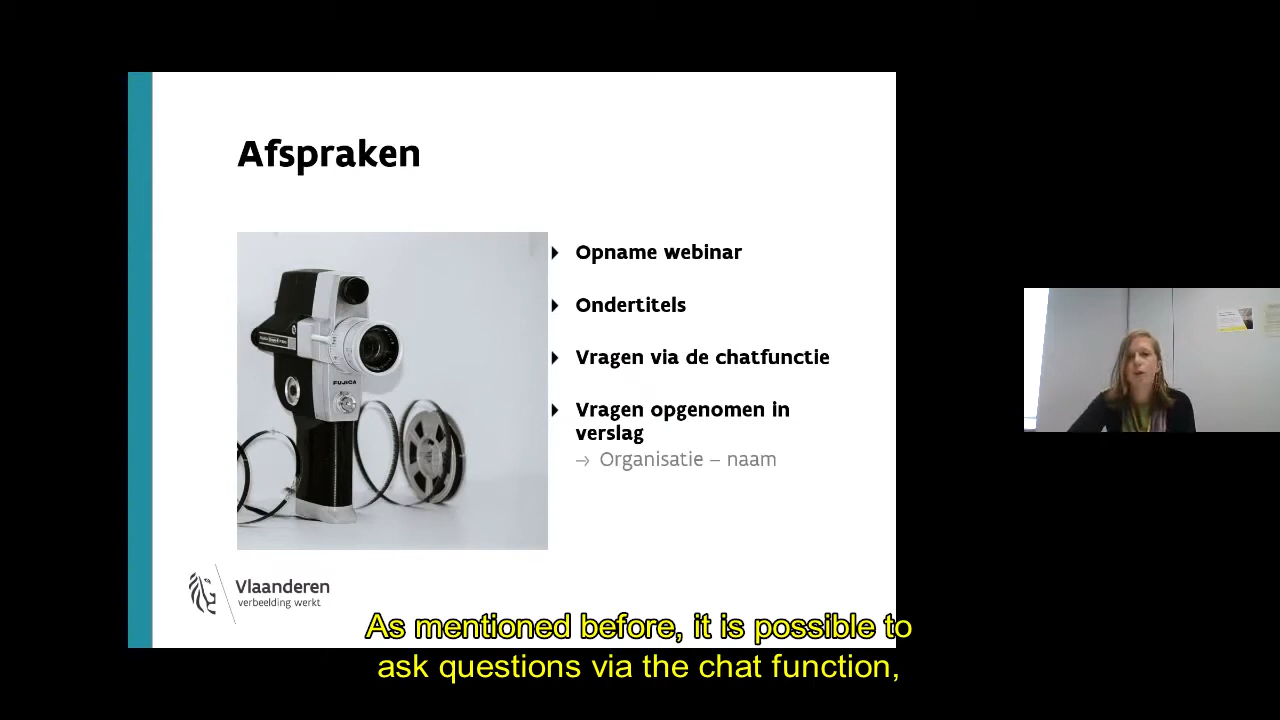 Afspraken
Opname webinar
Ondertitels
Vragen via de chatfunctie
Vragen opgenomen in
verslag
→ Organisatie – naam
FUJICA
Vlaanderen
verbeelding werkt
As mentioned before, it is possible to
ask questions via the chat function,